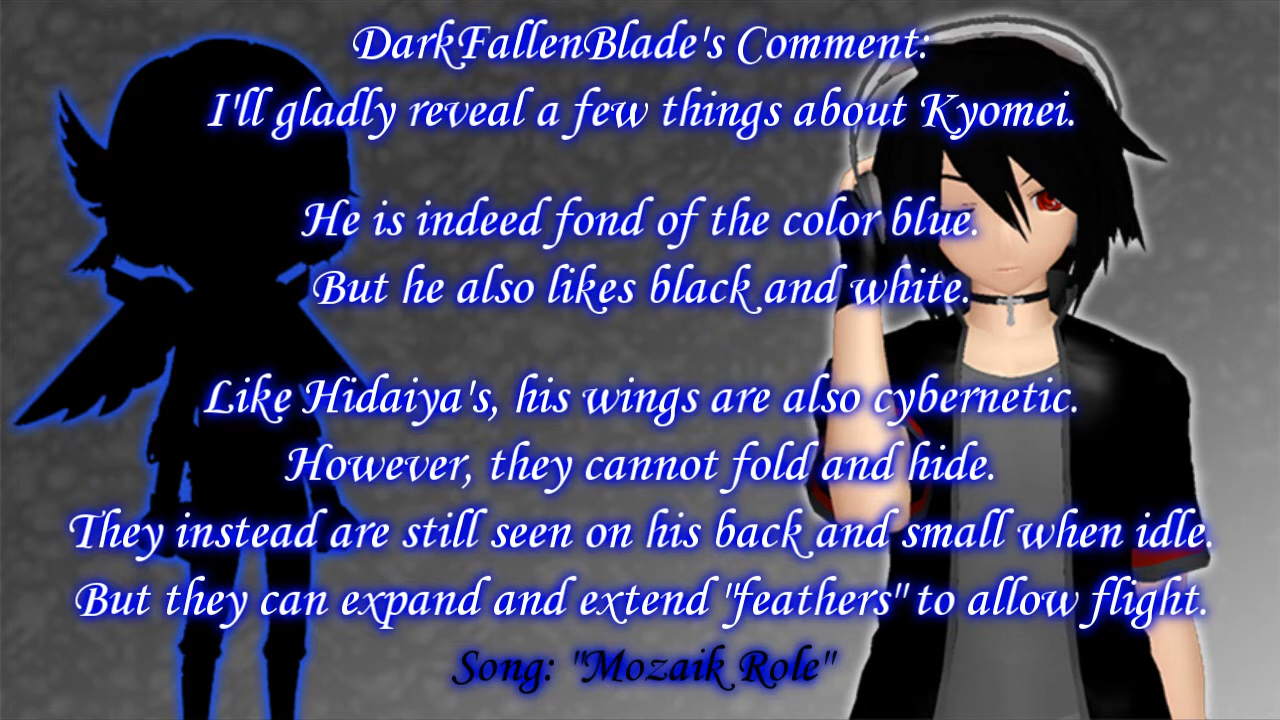 DarkFallenBlade's Comment:
I'll gladly reveal a few things about Kyomei.
He is indeed fond of the color blue.
But he also likes black and white.
Like Hidaiya's, his wings are also cybernetic.
However, they cannot fold and hide.
They instead are still seen on his back and small when idle.
But they can expand and extend "feathers" to allow flight.
Song: "Mozaik Role"